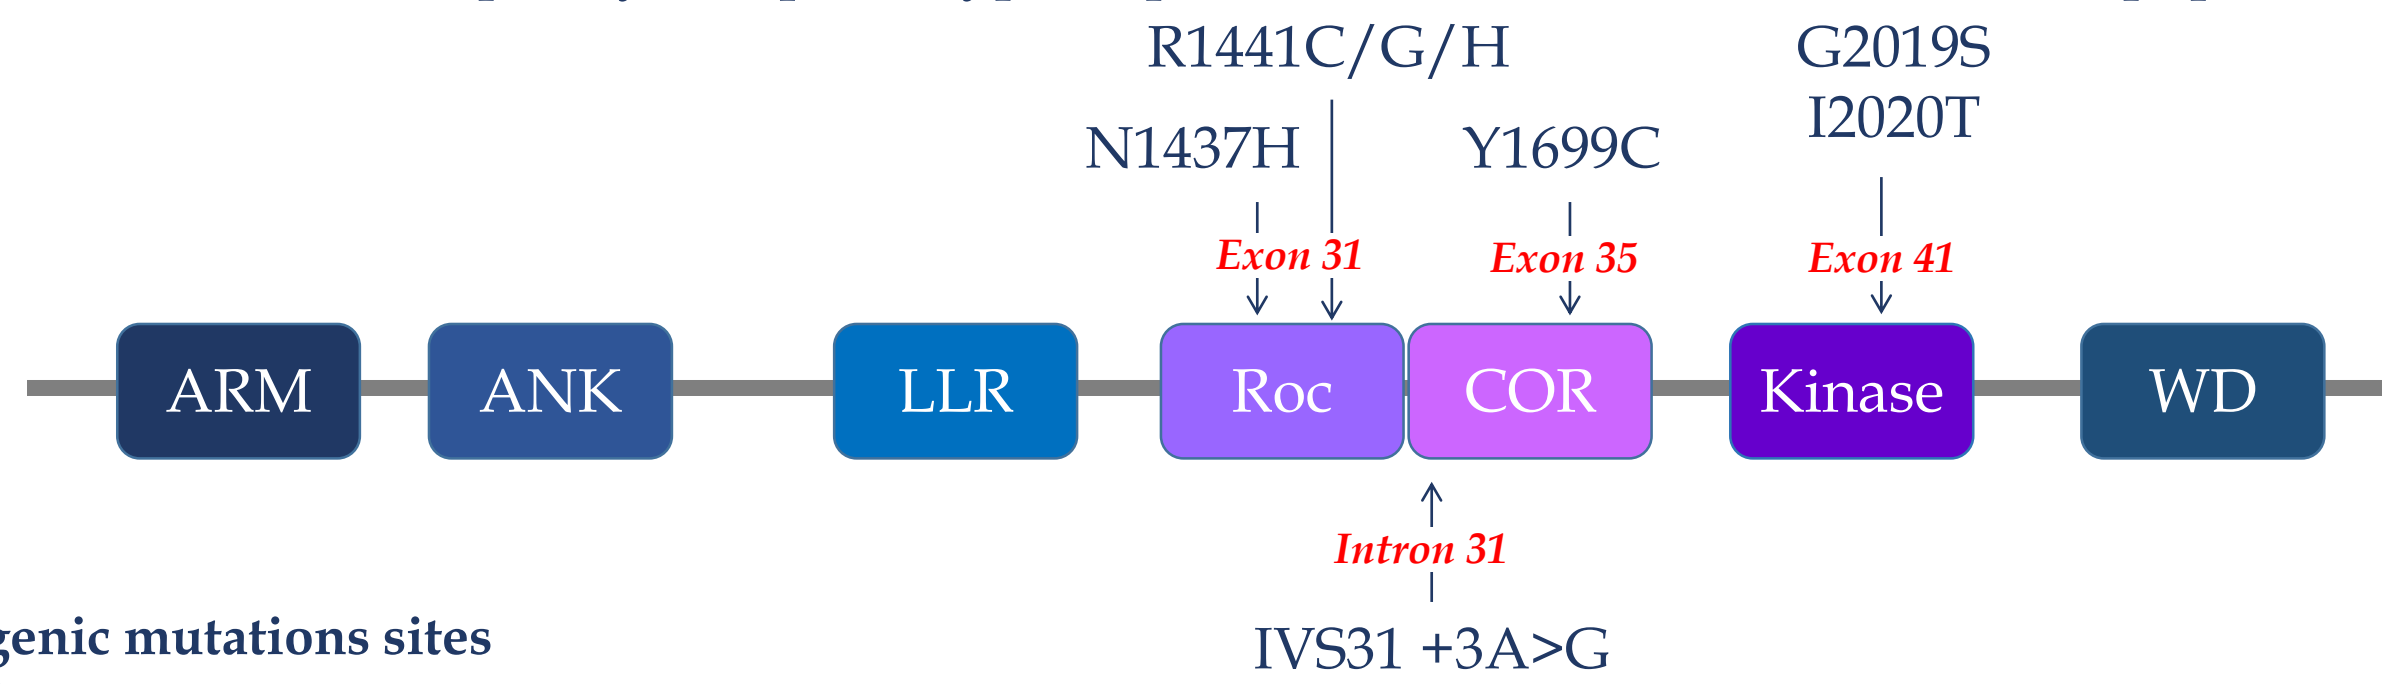 R1441C/G/H
G2019S
I2020T
N1437H
Y1699C
Exon 31
Exon 35
Exon 41
ARM
ANK
LLR
Roc
COR
Kinase
WD
Intron 31
IVS31 +3A>G
genic mutations sites